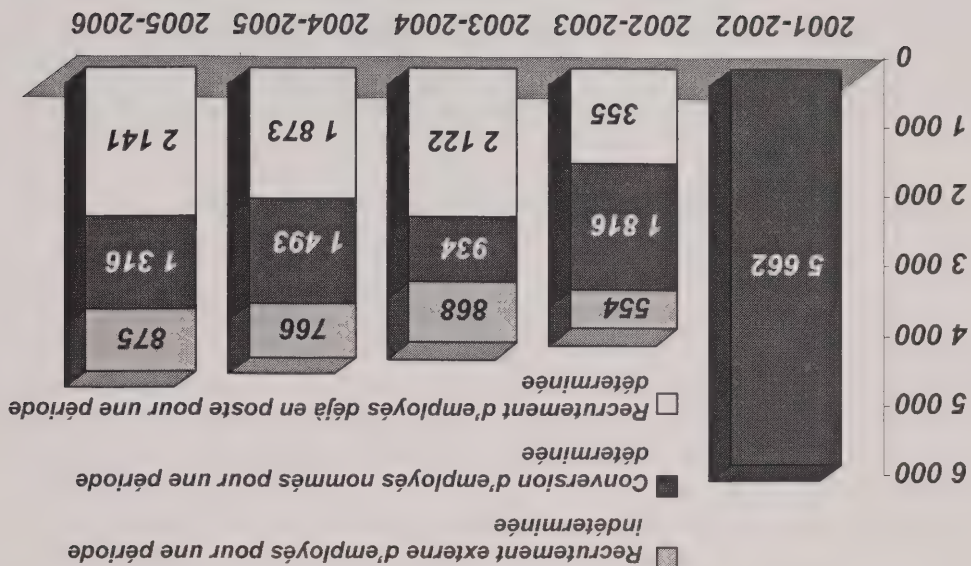 Recrutement externe d'employés pour une période
indéterminée
Conversion d'employés nommés pour une période
déterminée
Recrutement d'employés déjà en poste pour une période
déterminée
6 000
5 000
4 000
3 000
2 000
1 000
0
5 662
554
1 816
355
868
934
2 122
766
1 493
1 873
875
1 316
2 141
2001-2002 2002-2003 2003-2004 2004-2005 2005-2006